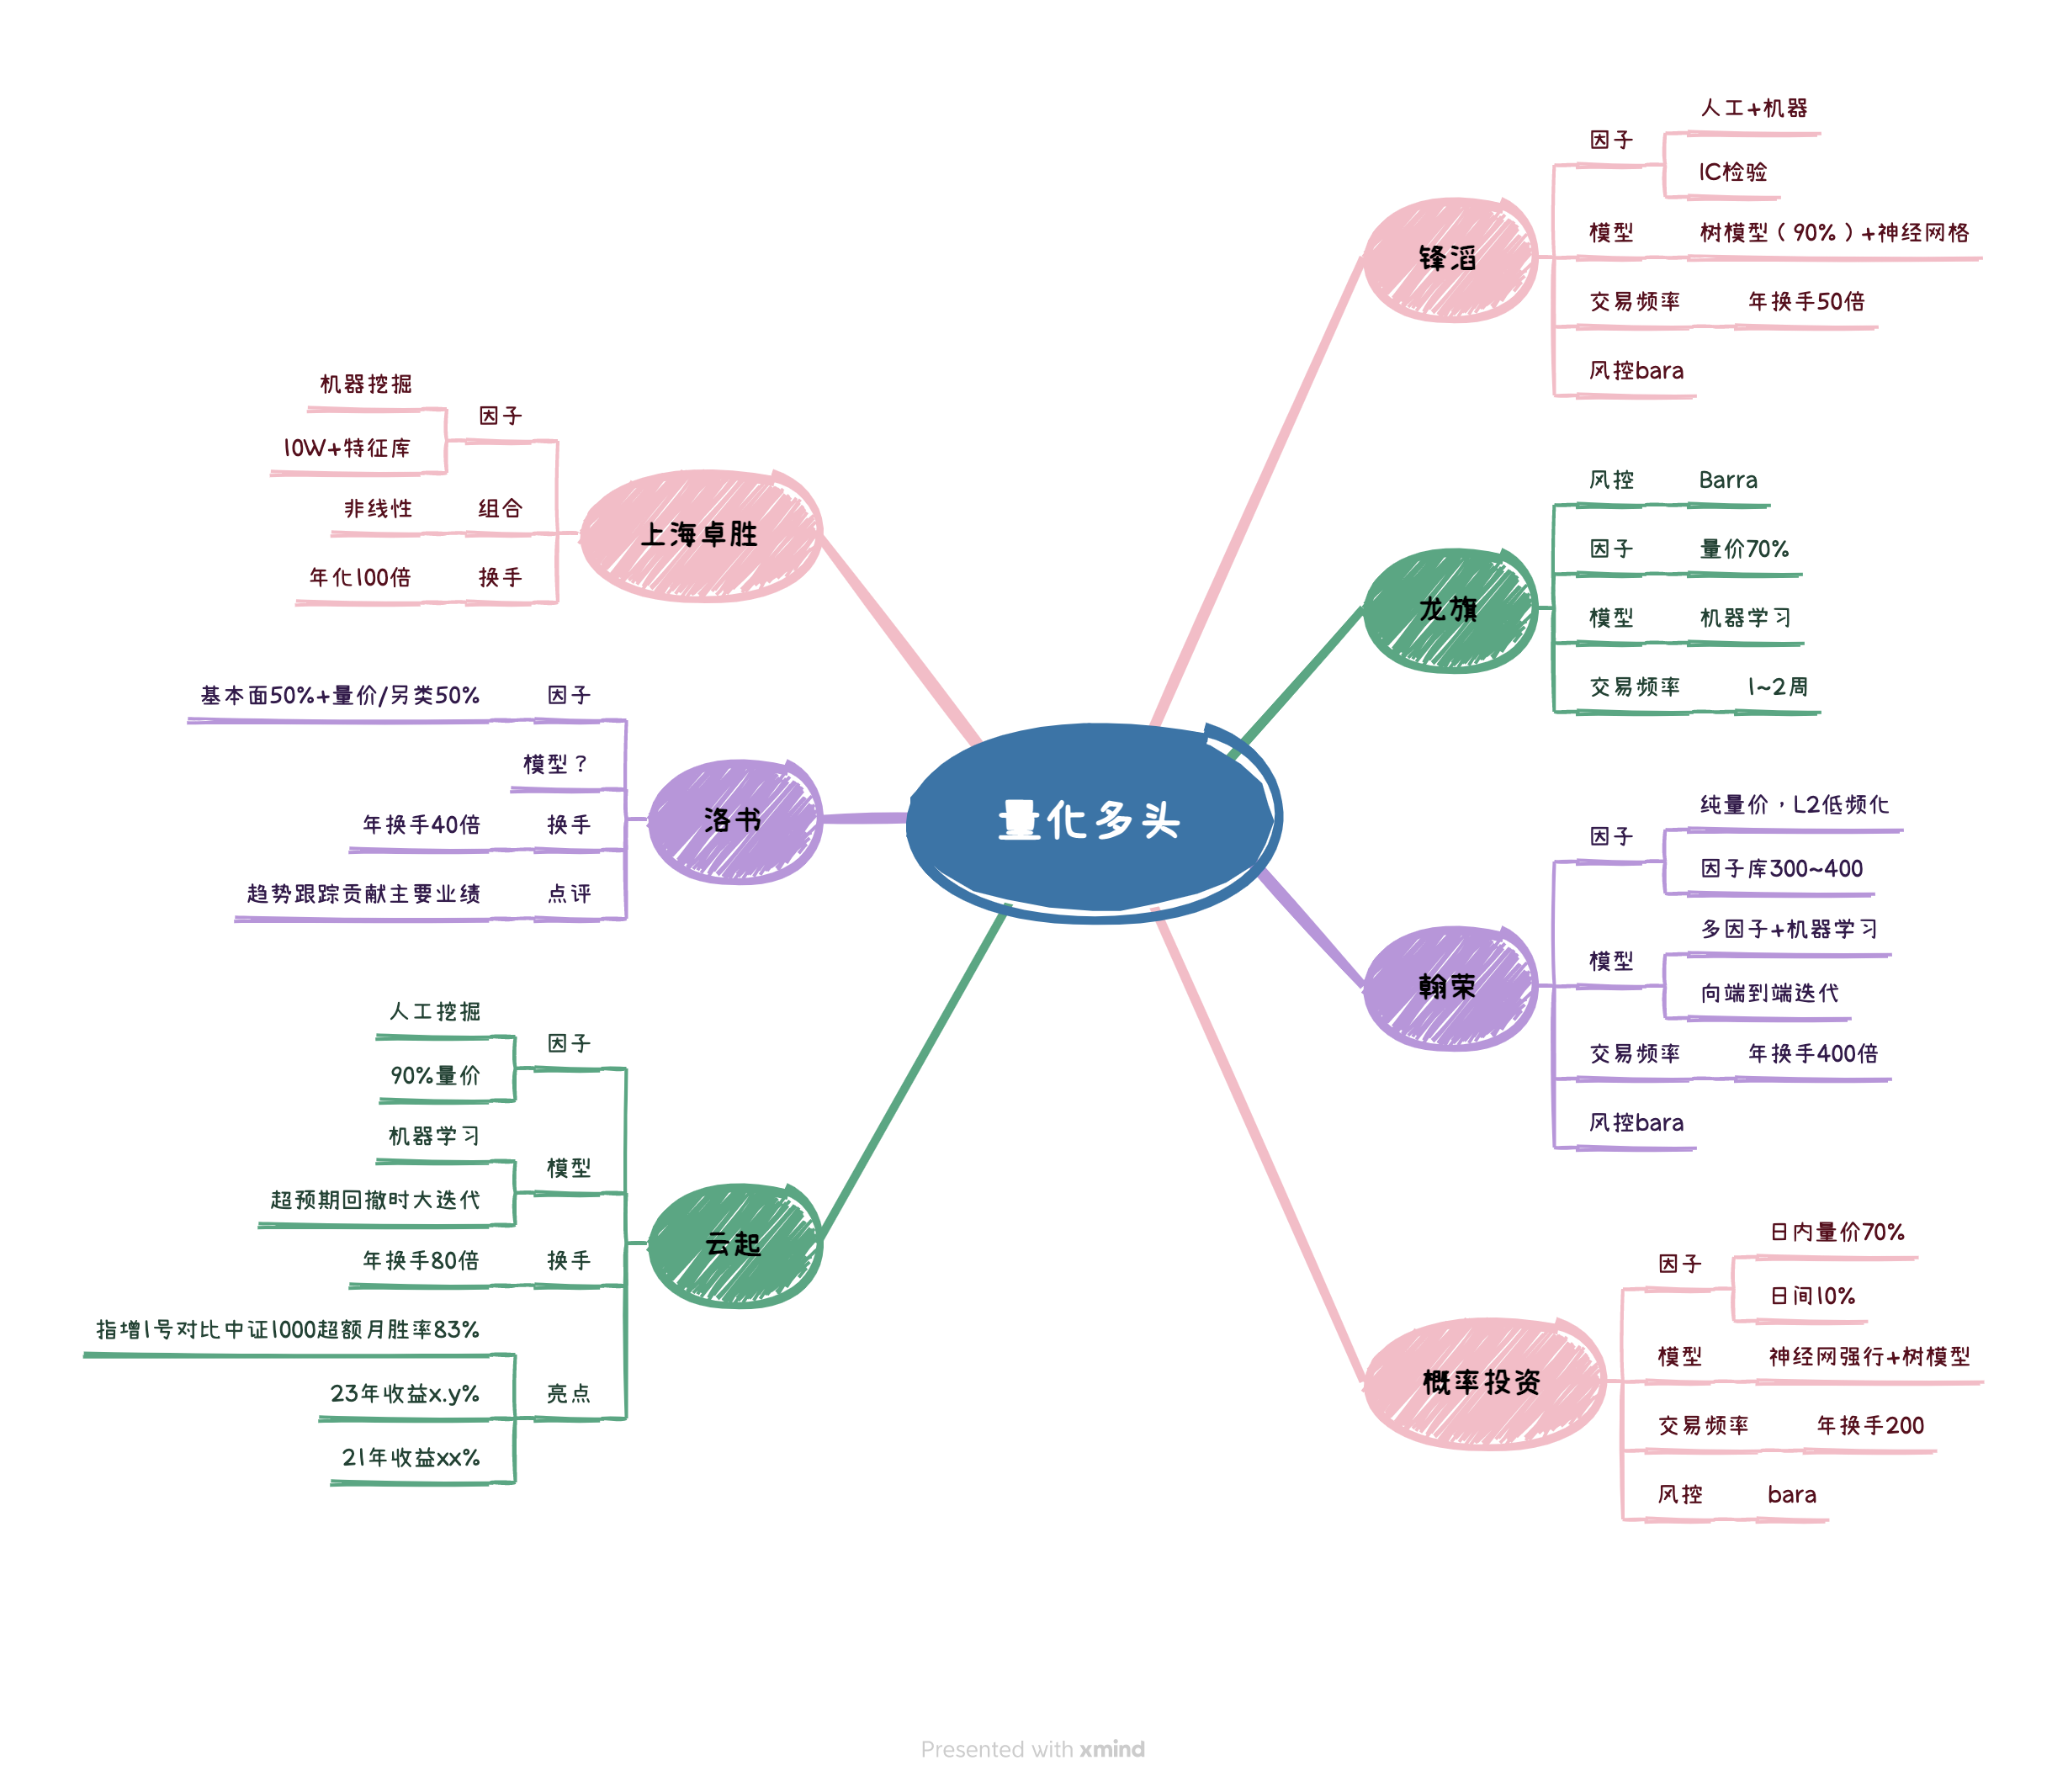 量化多头
锋滔
因子
人工+机器
IC检验
模型
树模型（90%）+神经网格
交易频率
年换手50倍
风控bara
龙旗
风控
Barra
因子
量价70%
模型
机器学习
交易频率
1~2周
翰荣
因子
纯量价，L2低频化
因子库300~400
模型
多因子+机器学习
向端到端迭代
交易频率
年换手400倍
风控bara
概率投资
因子
日内量价70%
日间10%
模型
神经网强行+树模型
交易频率
年换手200
风控
bara
上海卓胜
因子
机器挖掘
10W+特征库
组合
非线性
换手
年化100倍
洛书
因子
基本面50%+量价/另类50%
模型？
换手
年换手40倍
点评
趋势跟踪贡献主要业绩
云起
因子
人工挖掘
90%量价
模型
机器学习
超预期回撤时大迭代
换手
年换手80倍
亮点
指增1号对比中证1000超额月胜率83%
23年收益x.y%
21年收益xx%
Presented with xmind